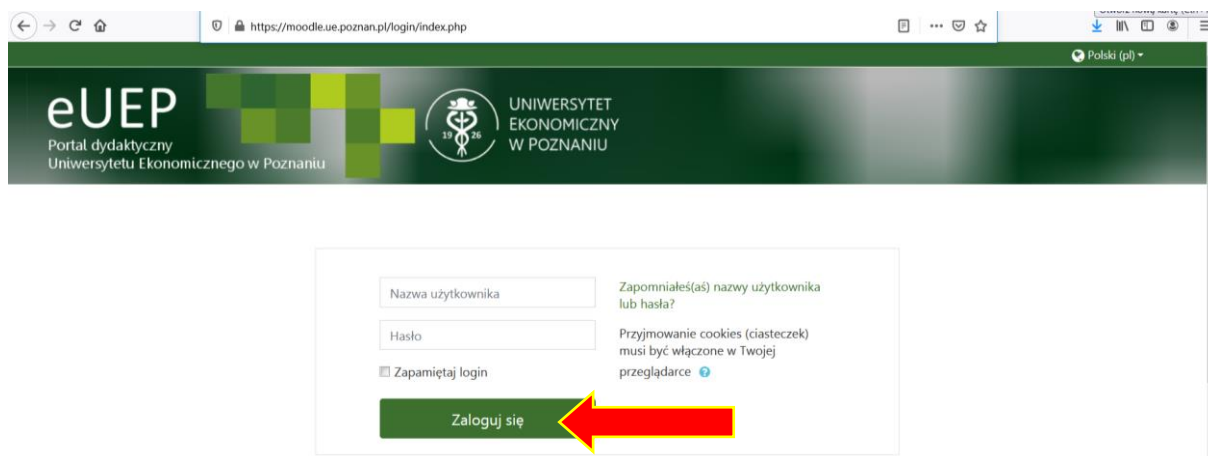 https://moodle.ue.poznan.pl/login/index.php
Polski (pl)
eUEP
Portal dydaktyczny
Uniwersytetu Ekonomicznego w Poznaniu
19 26
UNIWERSYTET
EKONOMICZNY
W POZNANIU
Nazwa użytkownika
Hasło
Zapamiętaj login
Zaloguj się
Zapomniałeś(aś) nazwy użytkownika
lub hasła?
Przyjmowanie cookies (ciasteczek)
musi być włączone w Twojej
przeglądarce